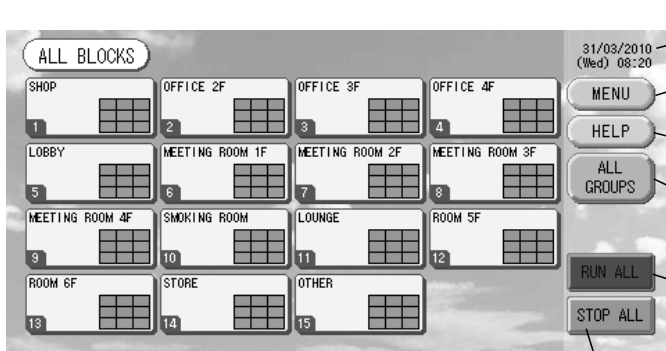 ALL BLOCKS
31/03/2010
(Wed) 08:20
SHOP
1
OFFICE 2F
2
OFFICE 3F
3
OFFICE 4F
4
LOBBY
5
MEETING ROOM 1F
6
MEETING ROOM 2F
7
MEETING ROOM 3F
8
MEETING ROOM 4F
9
SMOKING ROOM
10
LOUNGE
11
ROOM 5F
12
ROOM 6F
13
STORE
14
OTHER
15
MENU
HELP
ALL
GROUPS
RUN ALL
STOP ALL